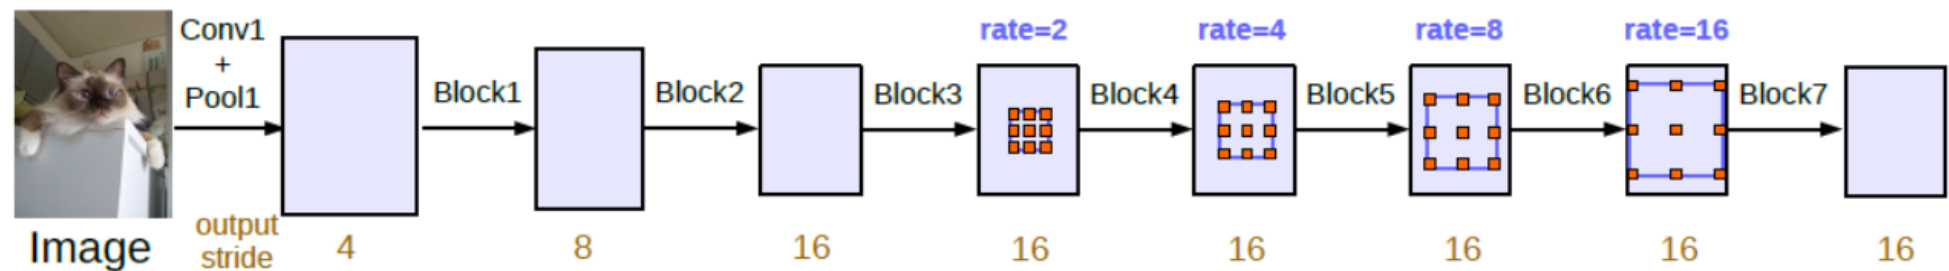 Conv1
+
Pool1
Block1
Block2
Block3
rate=2
Block4
rate=4
Block5
rate=8
Block6
rate=16
Block7
Image
output
stride
4
8
16
16
16
16
16
16